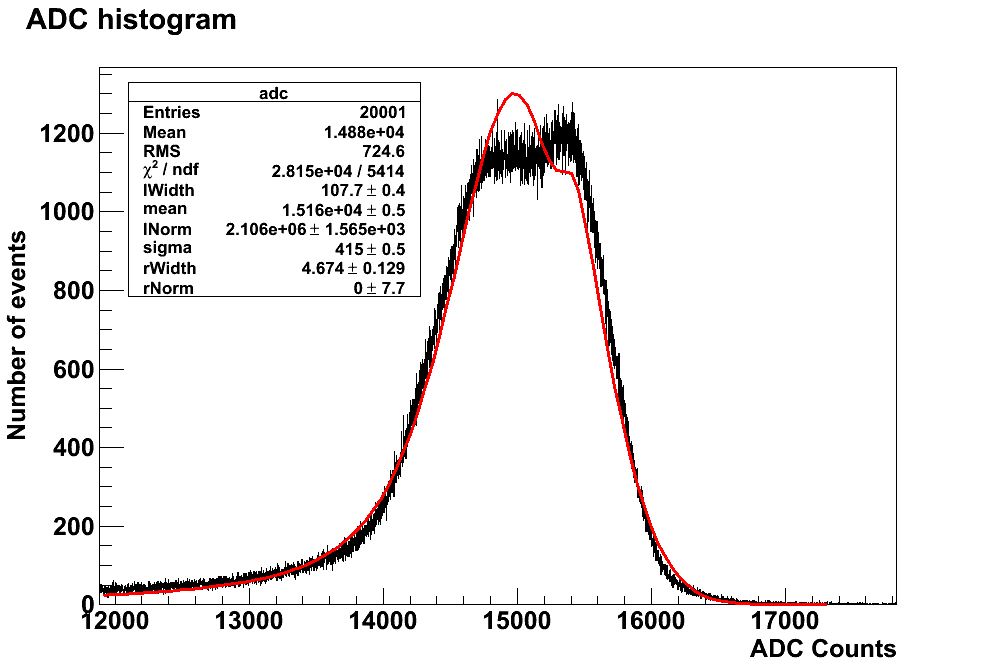 ADC histogram
adc
Entries 20001
Mean 1.488e+04
RMS 724.6
χ² / ndf 2.815e+04 / 5414
lWidth 107.7 ± 0.4
mean 1.516e+04 ± 0.5
lNorm 2.106e+06 ± 1.565e+03
sigma 415 ± 0.5
rWidth 4.674 ± 0.129
rNorm 0 ± 7.7
Number of events
1200
1000
800
600
400
200
0
12000 13000 14000 15000 16000 17000
ADC Counts